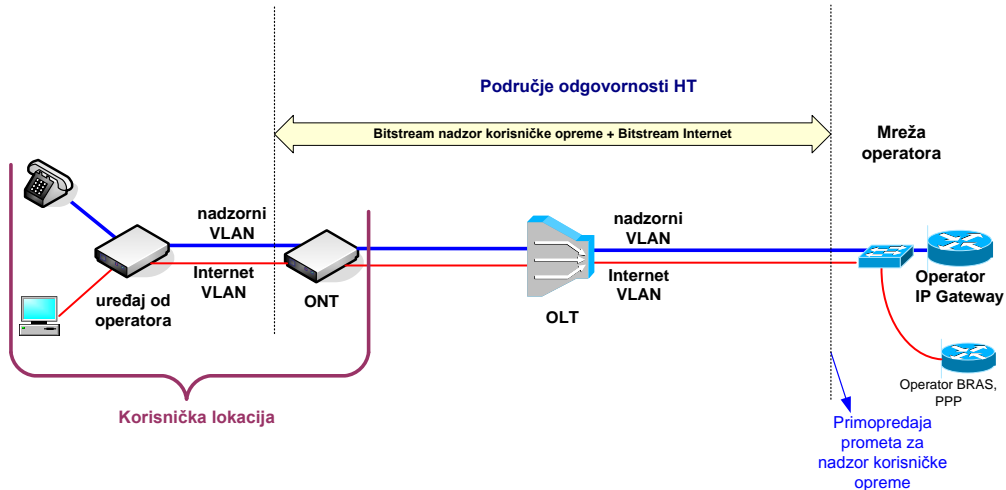 Područje odgovornosti HT
Bitstream nadzor korisničke opreme + Bitstream Internet
Mreža
operatora
nadzorni
VLAN
Internet
VLAN
uređaj od
operatora
ONT
OLT
nadzorni
VLAN
Internet
VLAN
Operator
IP Gateway
Operator BRAS,
PPP
Korisnička lokacija
Primopredaja
prometa za
nadzor korisničke
opreme